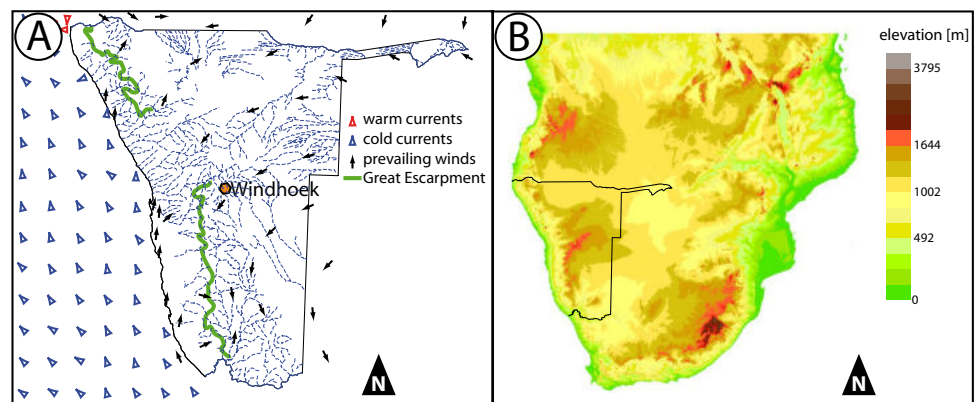 A
warm currents
cold currents
prevailing winds
Great Escarpment
Windhoek
N
B
elevation [m]
3795
1644
1002
492
0
N